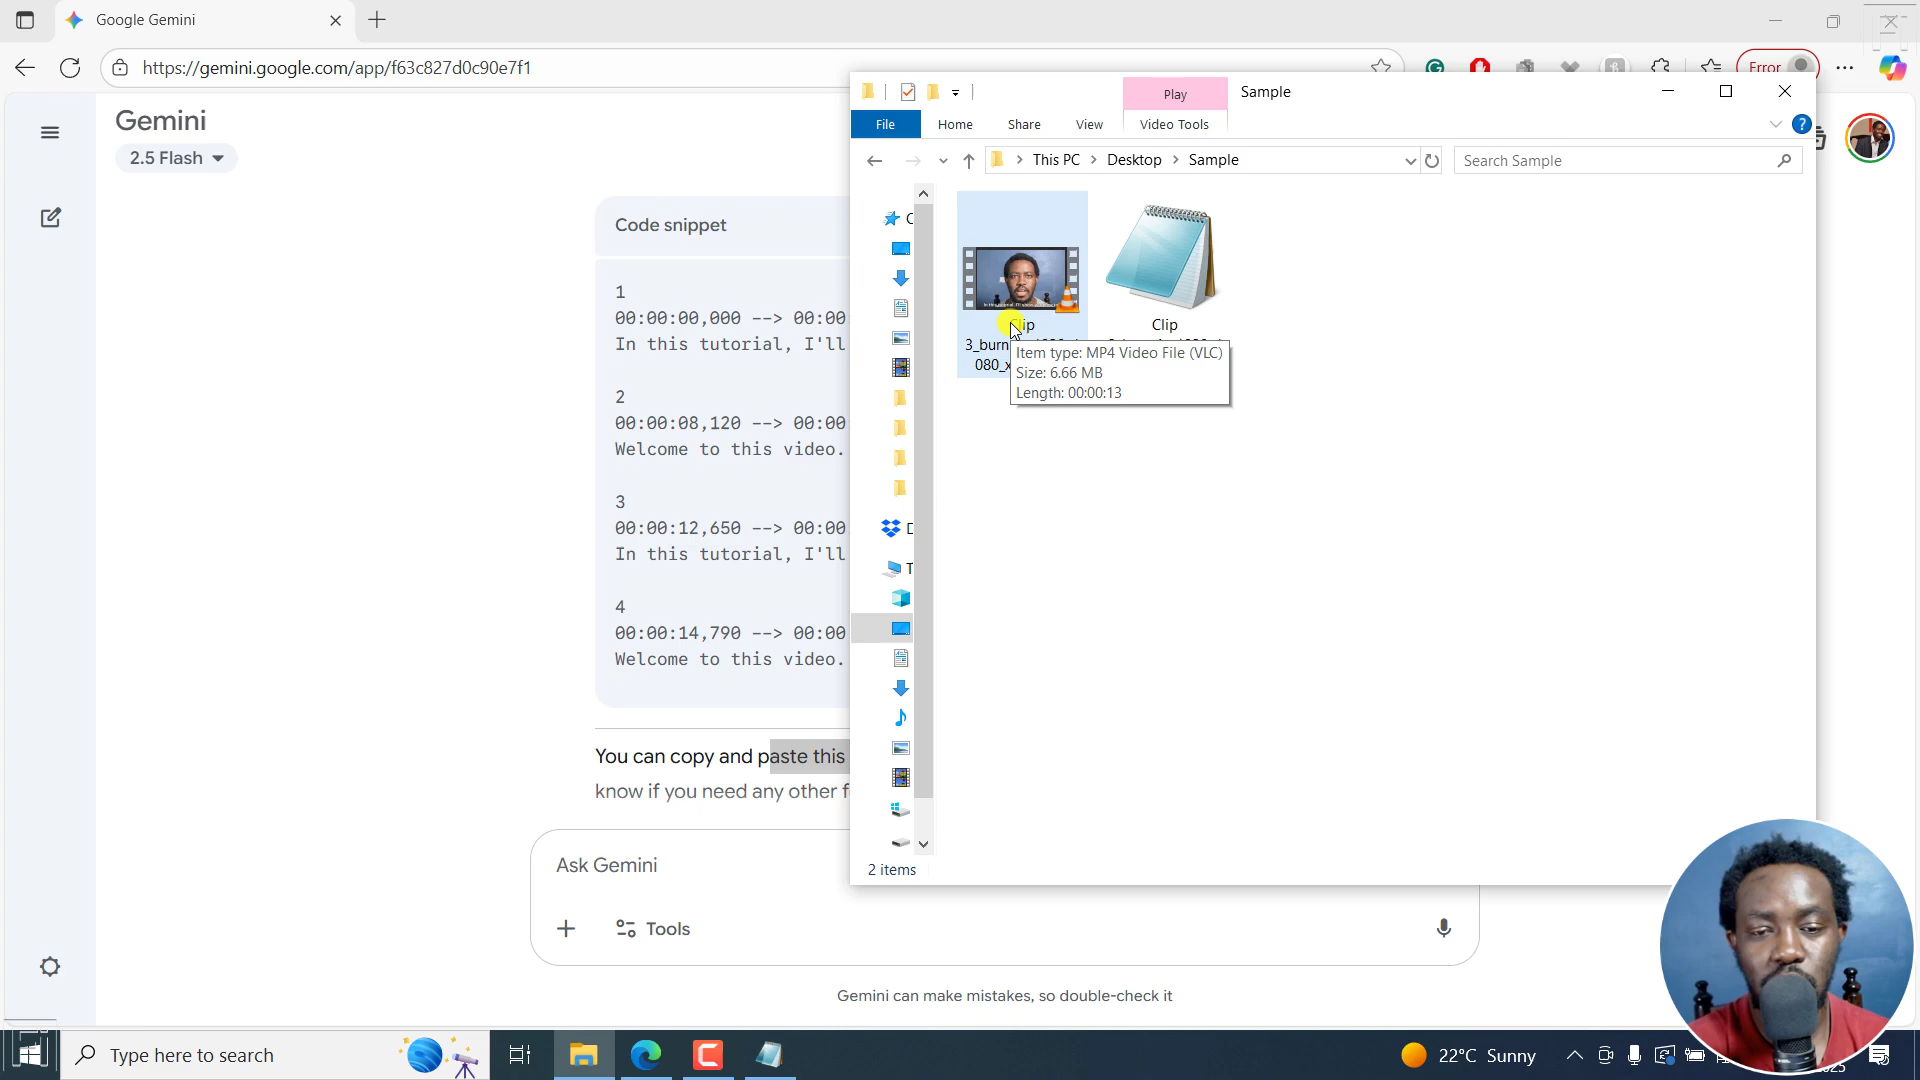 Google Gemini
https://gemini.google.com/app/f63c827d0c90e7f1
Error
Gemini
2.5 Flash
Code snippet
1
00:00:00,000 --> 00:00
In this tutorial, I'll
2
00:00:08,120 --> 00:00
Welcome to this video.
3
00:00:12,650 --> 00:00
In this tutorial, I'll
4
00:00:14,790 --> 00:00
Welcome to this video.
You can copy and paste this
know if you need any other f
Ask Gemini
Tools
Gemini can make mistakes, so double-check it
Play
Sample
File
Home
Share
View
Video Tools
This PC
Desktop
Sample
Search Sample
Clip
Clip
Item type: MP4 Video File (VLC)
Size: 6.66 MB
Length: 00:00:13
2 items
Type here to search
22°C Sunny